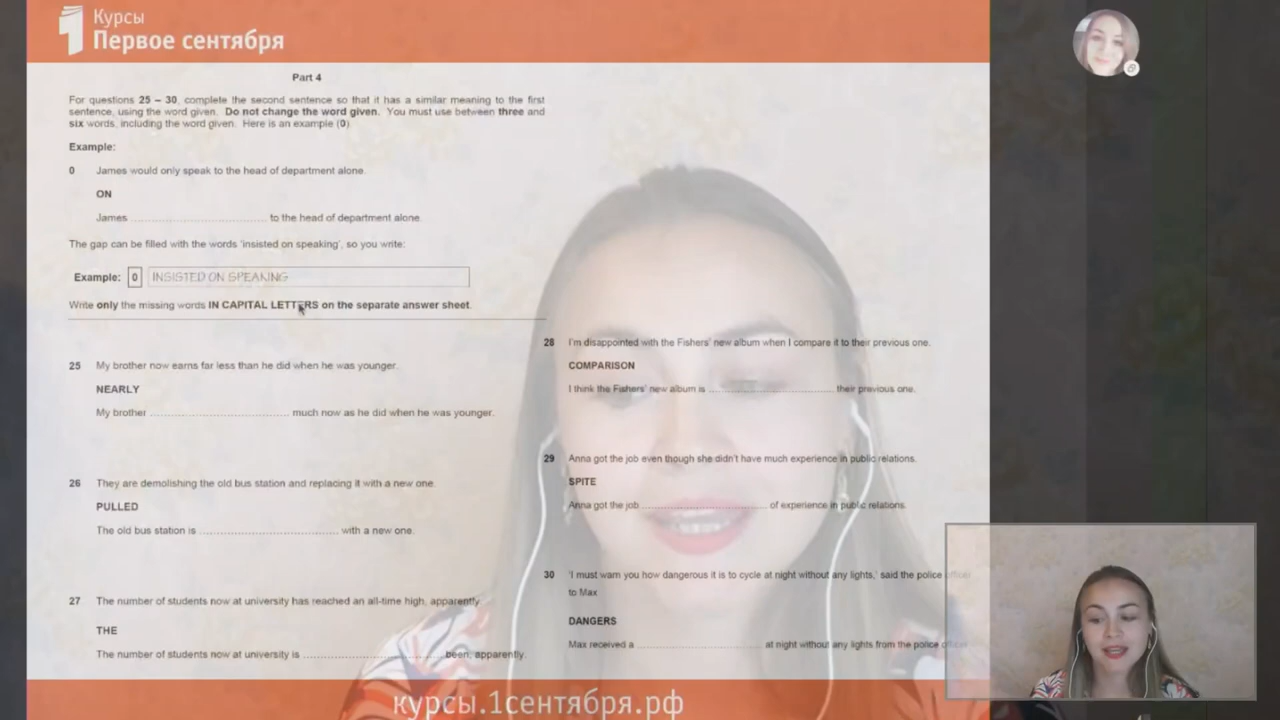 Курсы
Первое сентября
Part 4
For questions 25 – 30, complete the second sentence so that it has a similar meaning to the first
sentence, using the word given. Do not change the word given. You must use between three and
six words, including the word given. Here is an example (0).
Example:
0 James would only speak to the head of department alone.
ON
James ........................................ to the head of department alone.
The gap can be filled with the words 'insisted on speaking', so you write:
Example: 0 INSISTED ON SPEAKING
Write only the missing words IN CAPITAL LETTERS on the separate answer sheet.
25 My brother now earns far less than he did when he was younger.
NEARLY
My brother ........................................ much now as he did when he was younger.
26 They are demolishing the old bus station and replacing it with a new one.
PULLED
The old bus station is ........................................ with a new one.
27 The number of students now at university has reached an all-time high, apparently.
THE
The number of students now at university is ........................................ been, apparently.
28 I'm disappointed with the Fishers' new album when I compare it to their previous one.
COMPARISON
I think the Fishers' new album is ........................................ their previous one.
29 Anna got the job even though she didn't have much experience in public relations.
SPITE
Anna got the job ........................................ of experience in public relations.
30 'I must warn you how dangerous it is to cycle at night without any lights,' said the police officer
to Max
DANGERS
Max received a ........................................ at night without any lights from the police officer
курсы.1сентября.рф